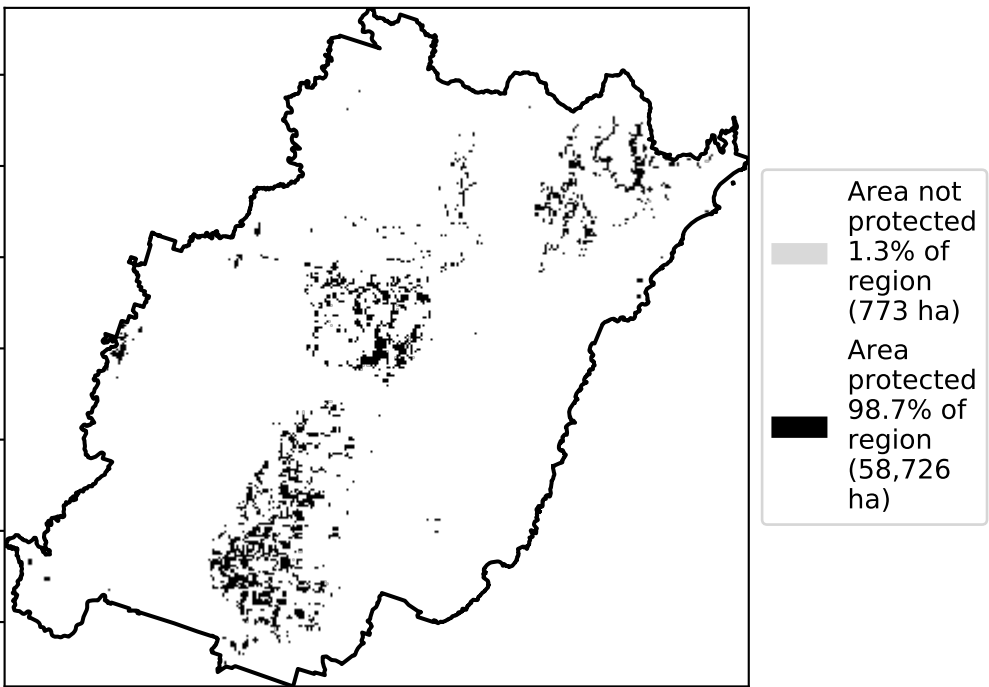 Area not
protected
1.3% of
region
(773 ha)
Area
protected
98.7% of
region
(58,726
ha)